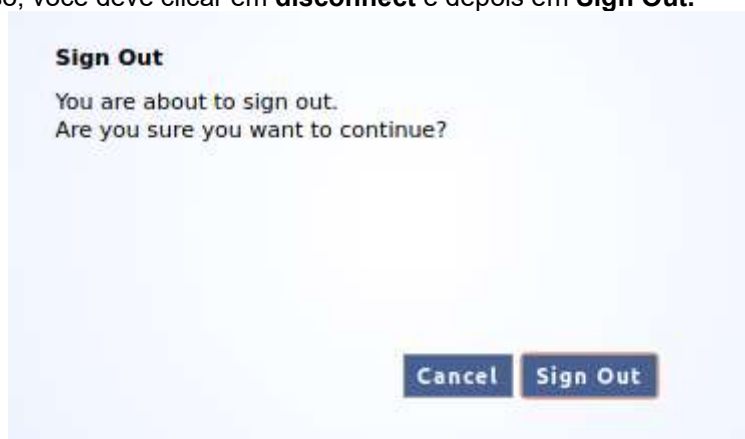 você deve clicar em disconnect e depois em Sign Out.
Sign Out
You are about to sign out.
Are you sure you want to continue?
Cancel Sign Out